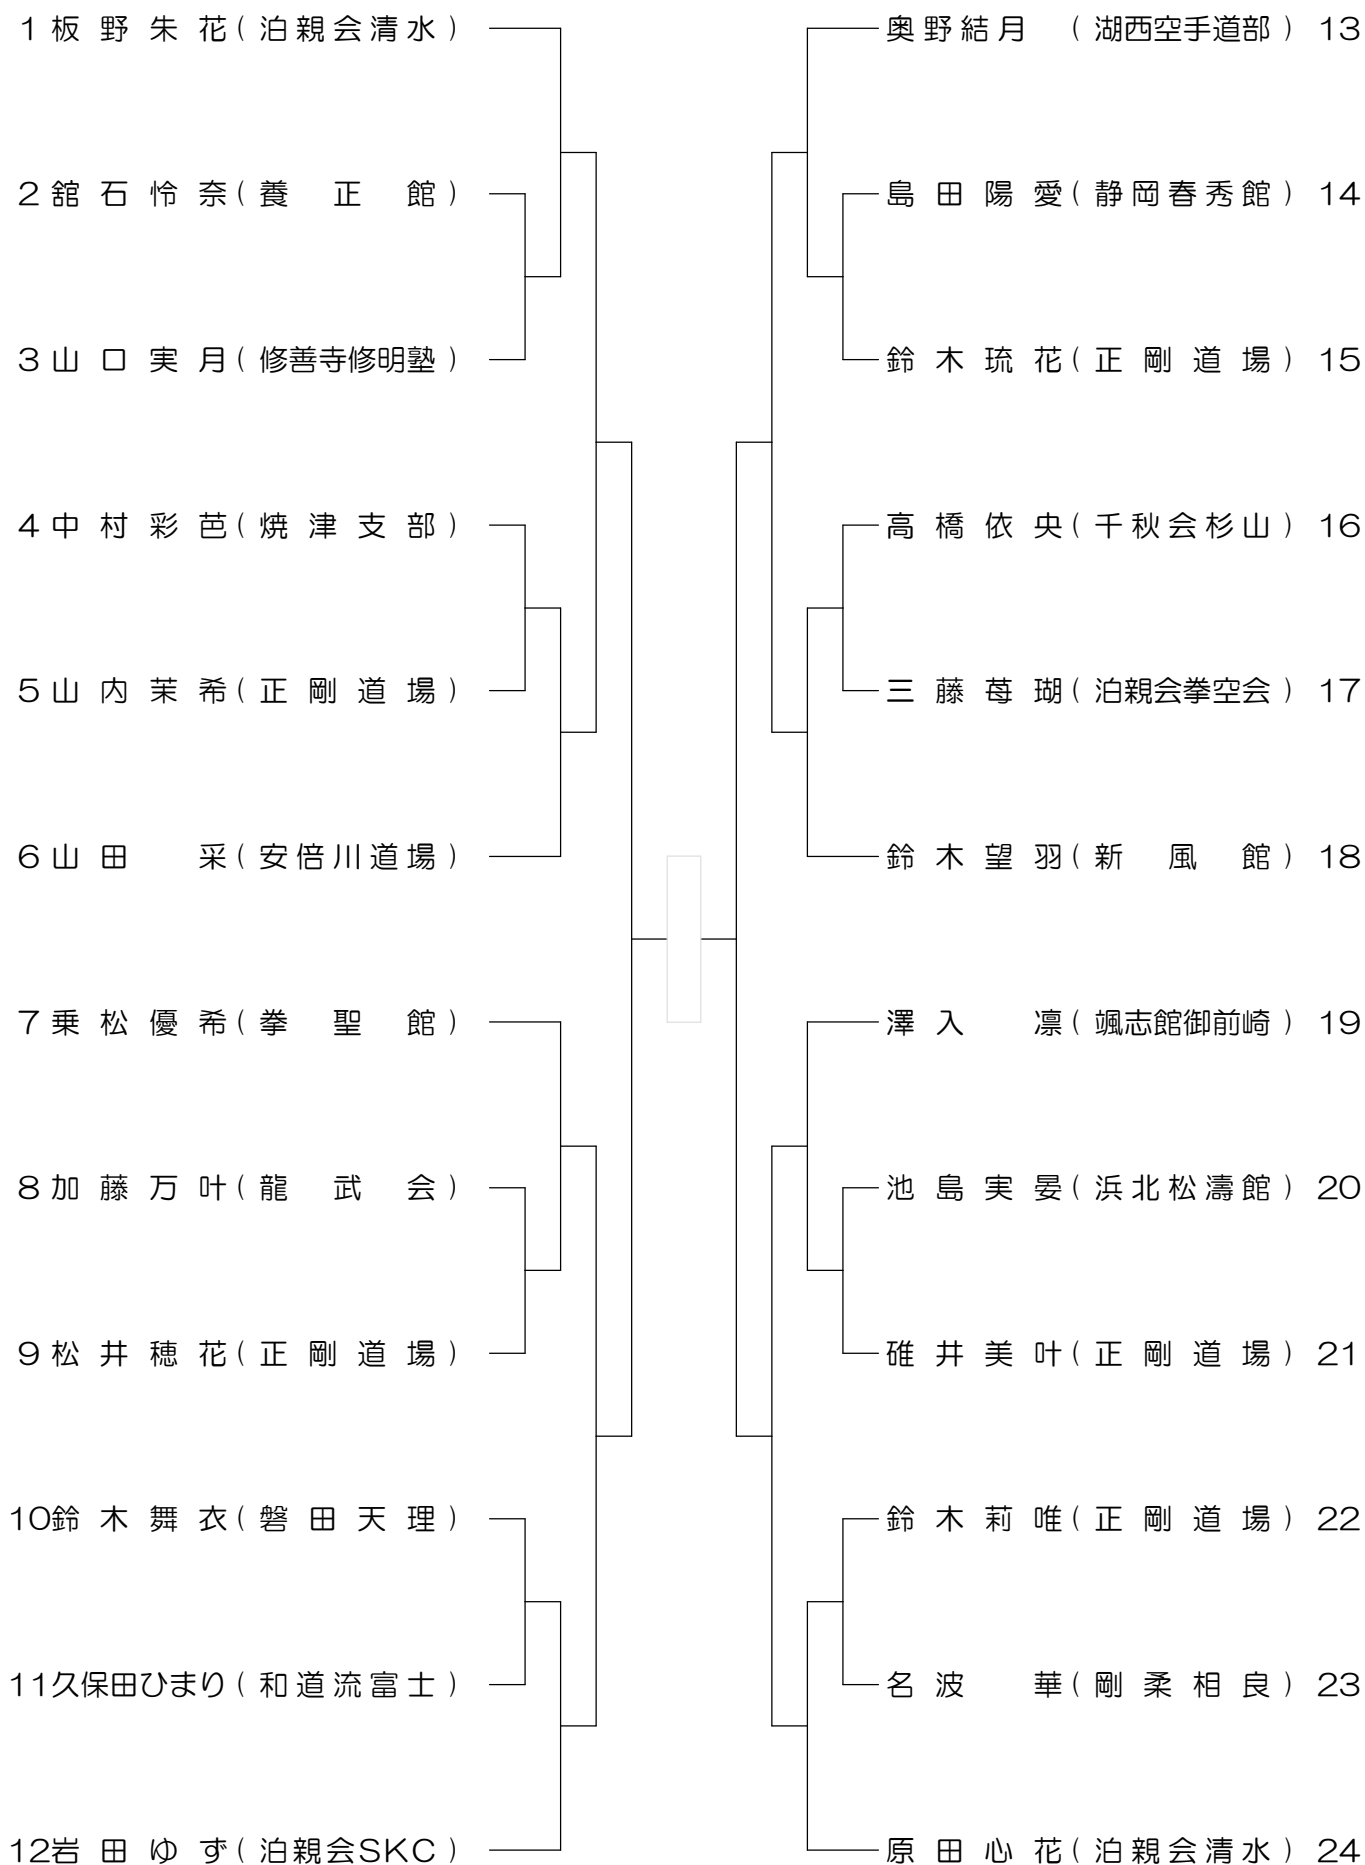 1 板野朱花(泊親会清水)
2 舘石怜奈(養正館)
3 山口実月(修善寺修明塾)
4 中村彩芭(焼津支部)
5 山内茉希(正剛道場)
6 山田采(安倍川道場)
7 乗松優希(拳聖館)
8 加藤万叶(龍武会)
9 松井穂花(正剛道場)
10 鈴木舞衣(磐田天理)
11 久保田ひまり(和道流富士)
12 岩田ゆず(泊親会SKC)
奥野結月(湖西空手道部) 13
島田陽愛(静岡春秀館) 14
鈴木琉花(正剛道場) 15
高橋依央(千秋会杉山) 16
三藤苺瑚(泊親会拳空会) 17
鈴木望羽(新風館) 18
澤入凛(颯志館御前崎) 19
池島実晏(浜北松濤館) 20
碓井美叶(正剛道場) 21
鈴木莉唯(正剛道場) 22
名波華(剛柔相良) 23
原田心花(泊親会清水) 24